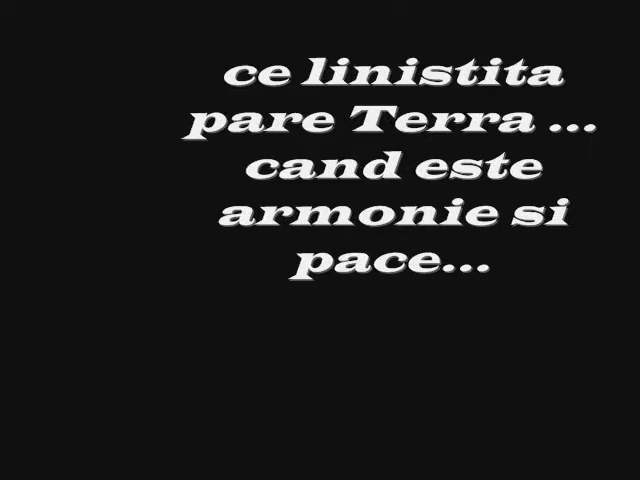 ce linistita
pare Terra ...
cand este
armonie si
pace...